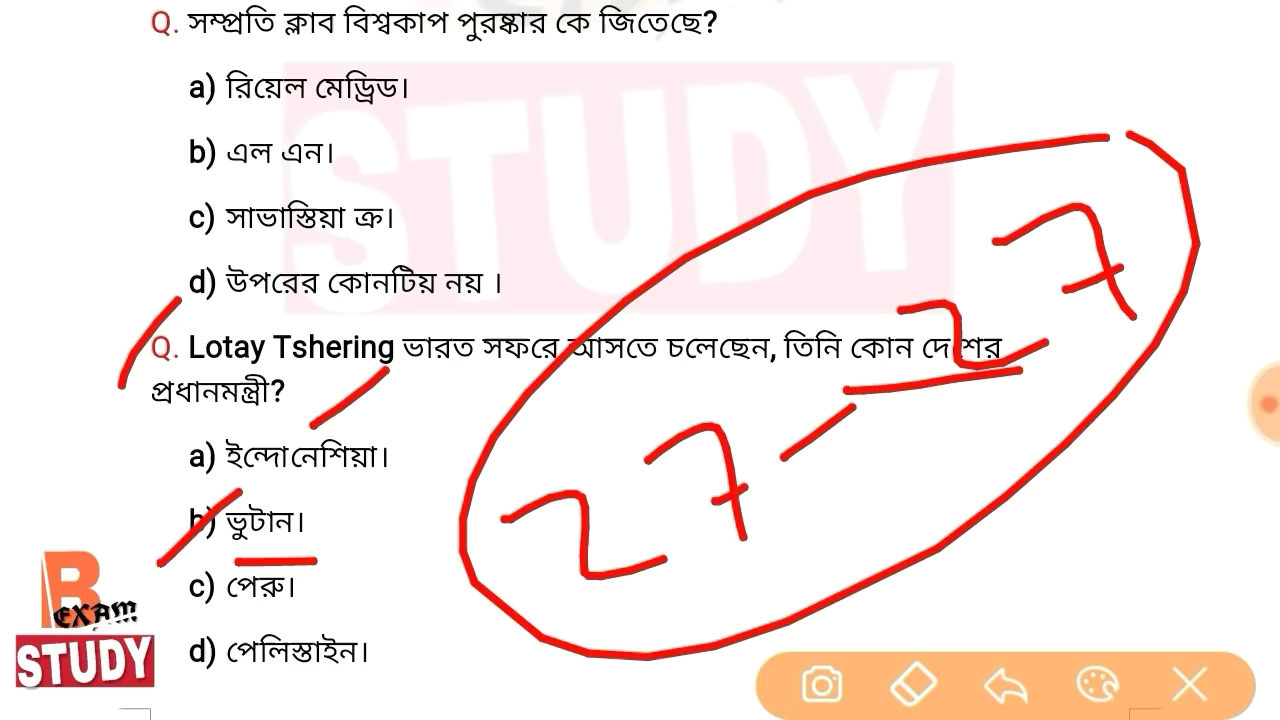 Q. সম্প্রতি ক্লাব বিশ্বকাপ পুরষ্কার কে জিতেছে?
a) রিয়েল মেড্রিড।
b) এল এন।
c) সাভাস্তিয়া ক্র।
d) উপরের কোনটিয় নয় ।
Q. Lotay Tshering ভারত সফরে আসতে চলেছেন, তিনি কোন দেশের
প্রধানমন্ত্রী?
a) ইন্দোনেশিয়া।
b) ভুটান।
c) পেরু।
d) পেলিস্তাইন।
27 - 27
STUDY
B
EXAM
STUDY